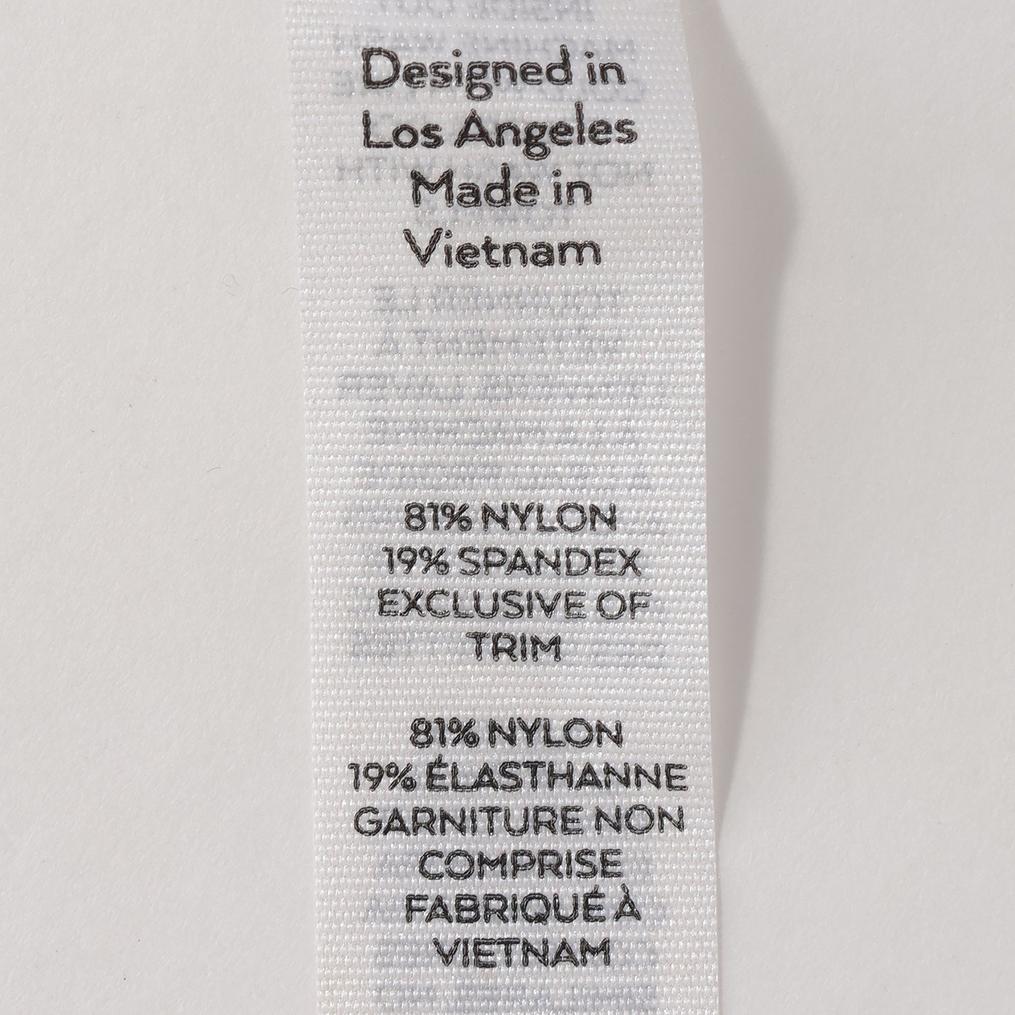 Designed in
Los Angeles
Made in
Vietnam
81% NYLON
19% SPANDEX
EXCLUSIVE OF
TRIM
81% NYLON
19% ÉLASTHANNE
GARNITURE NON
COMPRISE
FABRIQUÉ À
VIETNAM